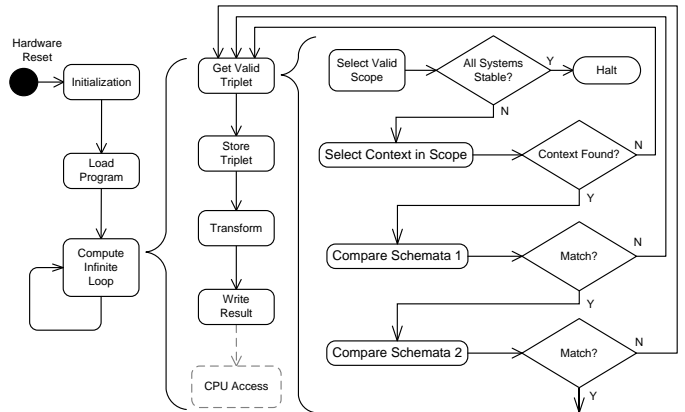 Hardware
Reset
Initialization
Load
Program
Compute
Infinite
Loop
Get Valid
Triplet
Store
Triplet
Transform
Write
Result
CPU Access
Select Valid
Scope
All Systems
Stable?
Y
Halt
N
Select Context in Scope
Context Found?
N
Y
Compare Schemata 1
Match?
N
Y
Compare Schemata 2
Match?
N
Y